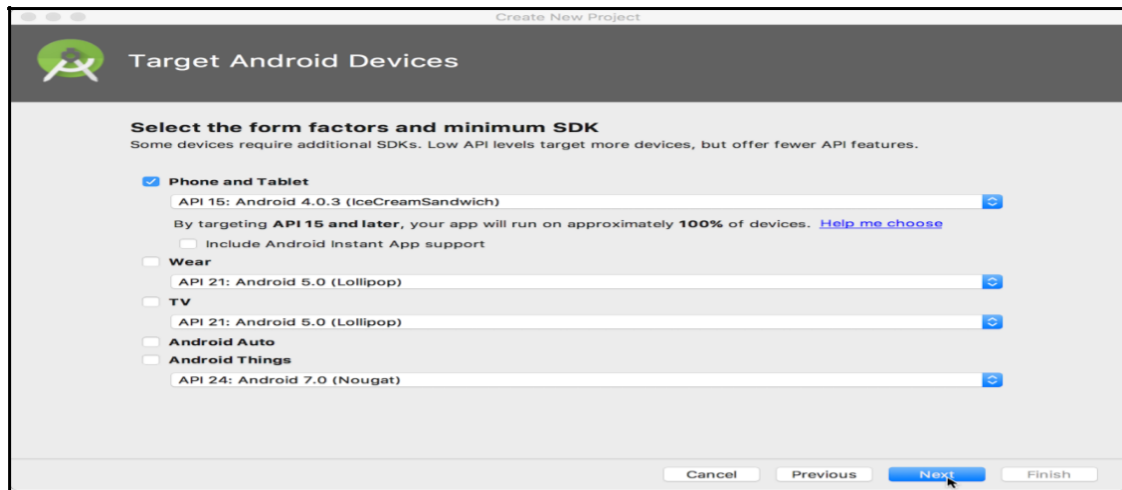 Create New Project
Target Android Devices
Select the form factors and minimum SDK
Some devices require additional SDKs. Low API levels target more devices, but offer fewer API features.
Phone and Tablet
API 15: Android 4.0.3 (IceCreamSandwich)
By targeting API 15 and later, your app will run on approximately 100% of devices. Help me choose
Include Android Instant App support
Wear
API 21: Android 5.0 (Lollipop)
TV
API 21: Android 5.0 (Lollipop)
Android Auto
Android Things
API 24: Android 7.0 (Nougat)
Cancel Previous Next Finish